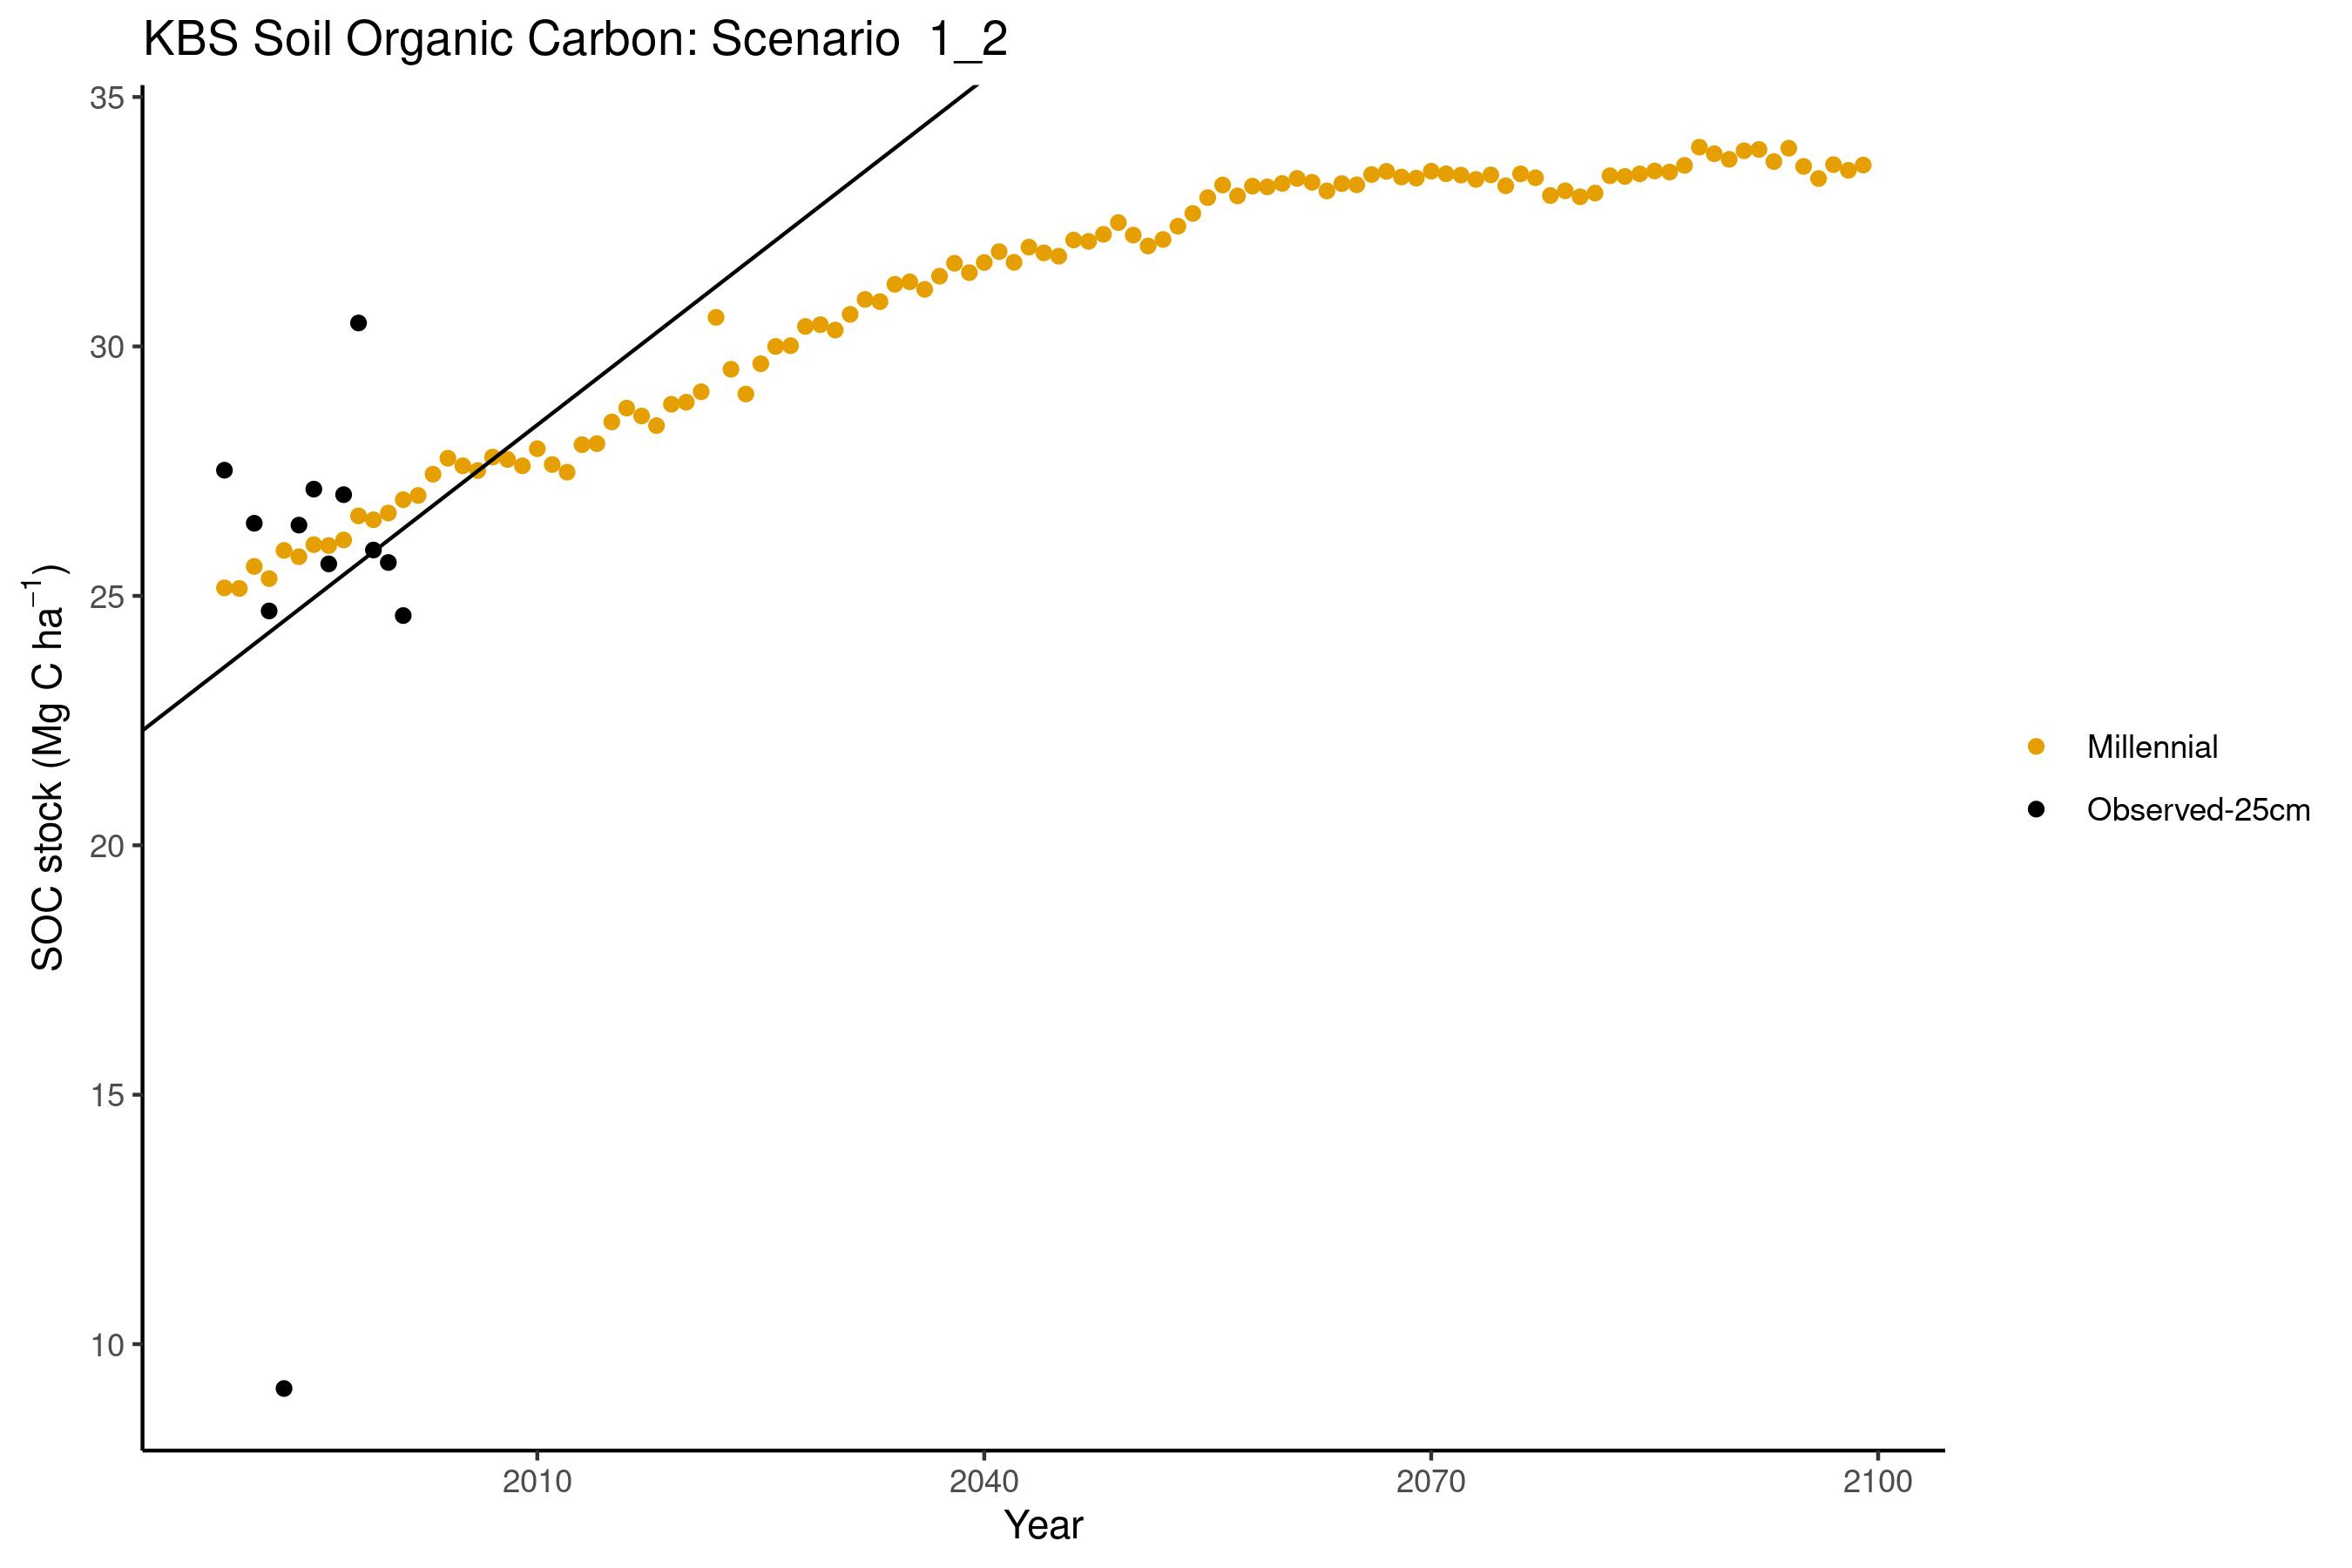 KBS Soil Organic Carbon: Scenario  1_2
SOC stock (Mg C ha⁻¹)
35
30
25
20
15
10
2010
2040
2070
2100
Year
Millennial
Observed-25cm